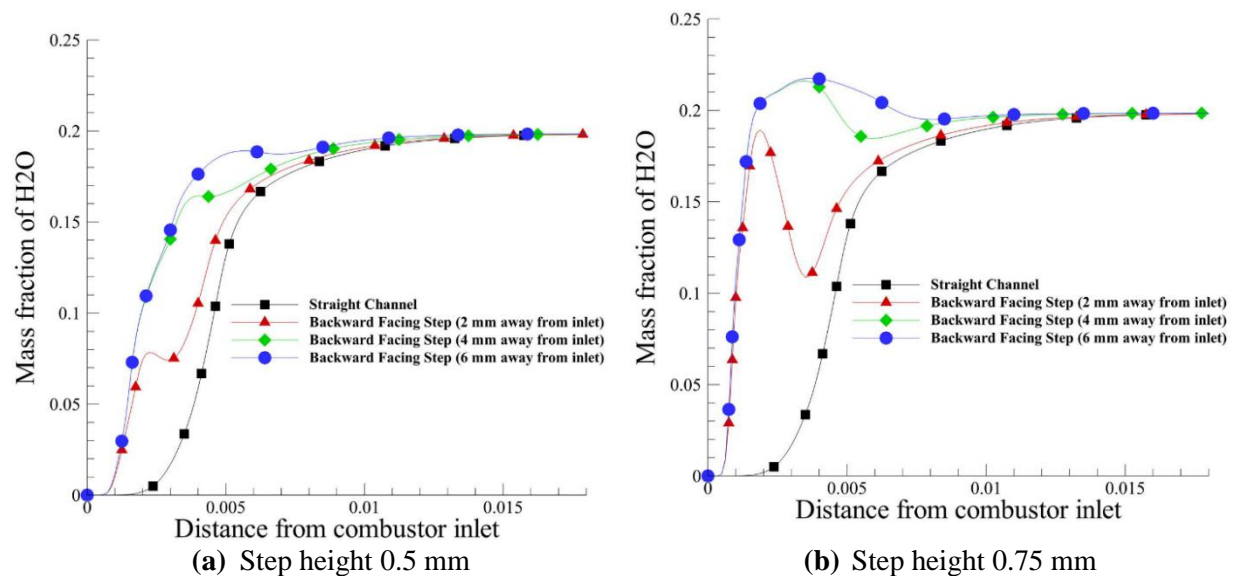 0.25
0.2
0.15
0.1
0.05
0
Mass fraction of H2O
Straight Channel
Backward Facing Step (2 mm away from inlet)
Backward Facing Step (4 mm away from inlet)
Backward Facing Step (6 mm away from inlet)
0 0.005 0.01 0.015
Distance from combustor inlet
(a) Step height 0.5 mm
0.25
0.2
0.15
0.1
0.05
0
Mass fraction of H2O
Straight Channel
Backward Facing Step (2 mm away from inlet)
Backward Facing Step (4 mm away from inlet)
Backward Facing Step (6 mm away from inlet)
0 0.005 0.01 0.015
Distance from combustor inlet
(b) Step height 0.75 mm